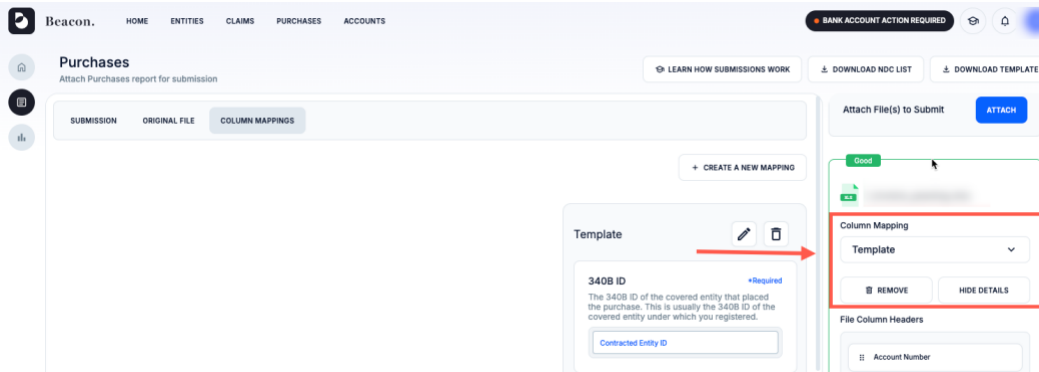 Beacon. HOME ENTITIES CLAIMS PURCHASES ACCOUNTS BANK ACCOUNT ACTION REQUIRED
Purchases
Attach Purchases report for submission
LEARN HOW SUBMISSIONS WORK DOWNLOAD NDC LIST DOWNLOAD TEMPLATE
SUBMISSION ORIGINAL FILE COLUMN MAPPINGS
Attach File(s) to Submit ATTACH
+ CREATE A NEW MAPPING
Good
XLS
Template
340B ID *Required
The 340B ID of the covered entity that placed
the purchase. This is usually the 340B ID of the
covered entity under which you registered.
Contracted Entity ID
Column Mapping
Template
REMOVE HIDE DETAILS
File Column Headers
Account Number